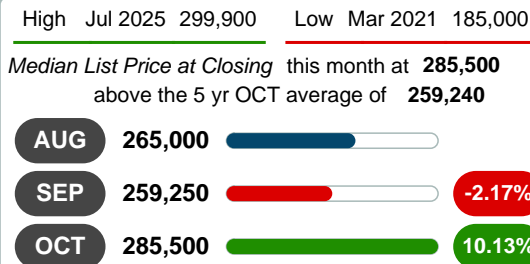 High Jul 2025 299,900 Low Mar 2021 185,000
Median List Price at Closing this month at 285,500
above the 5 yr OCT average of 259,240
AUG 265,000
SEP 259,250 -2.17%
OCT 285,500 10.13%